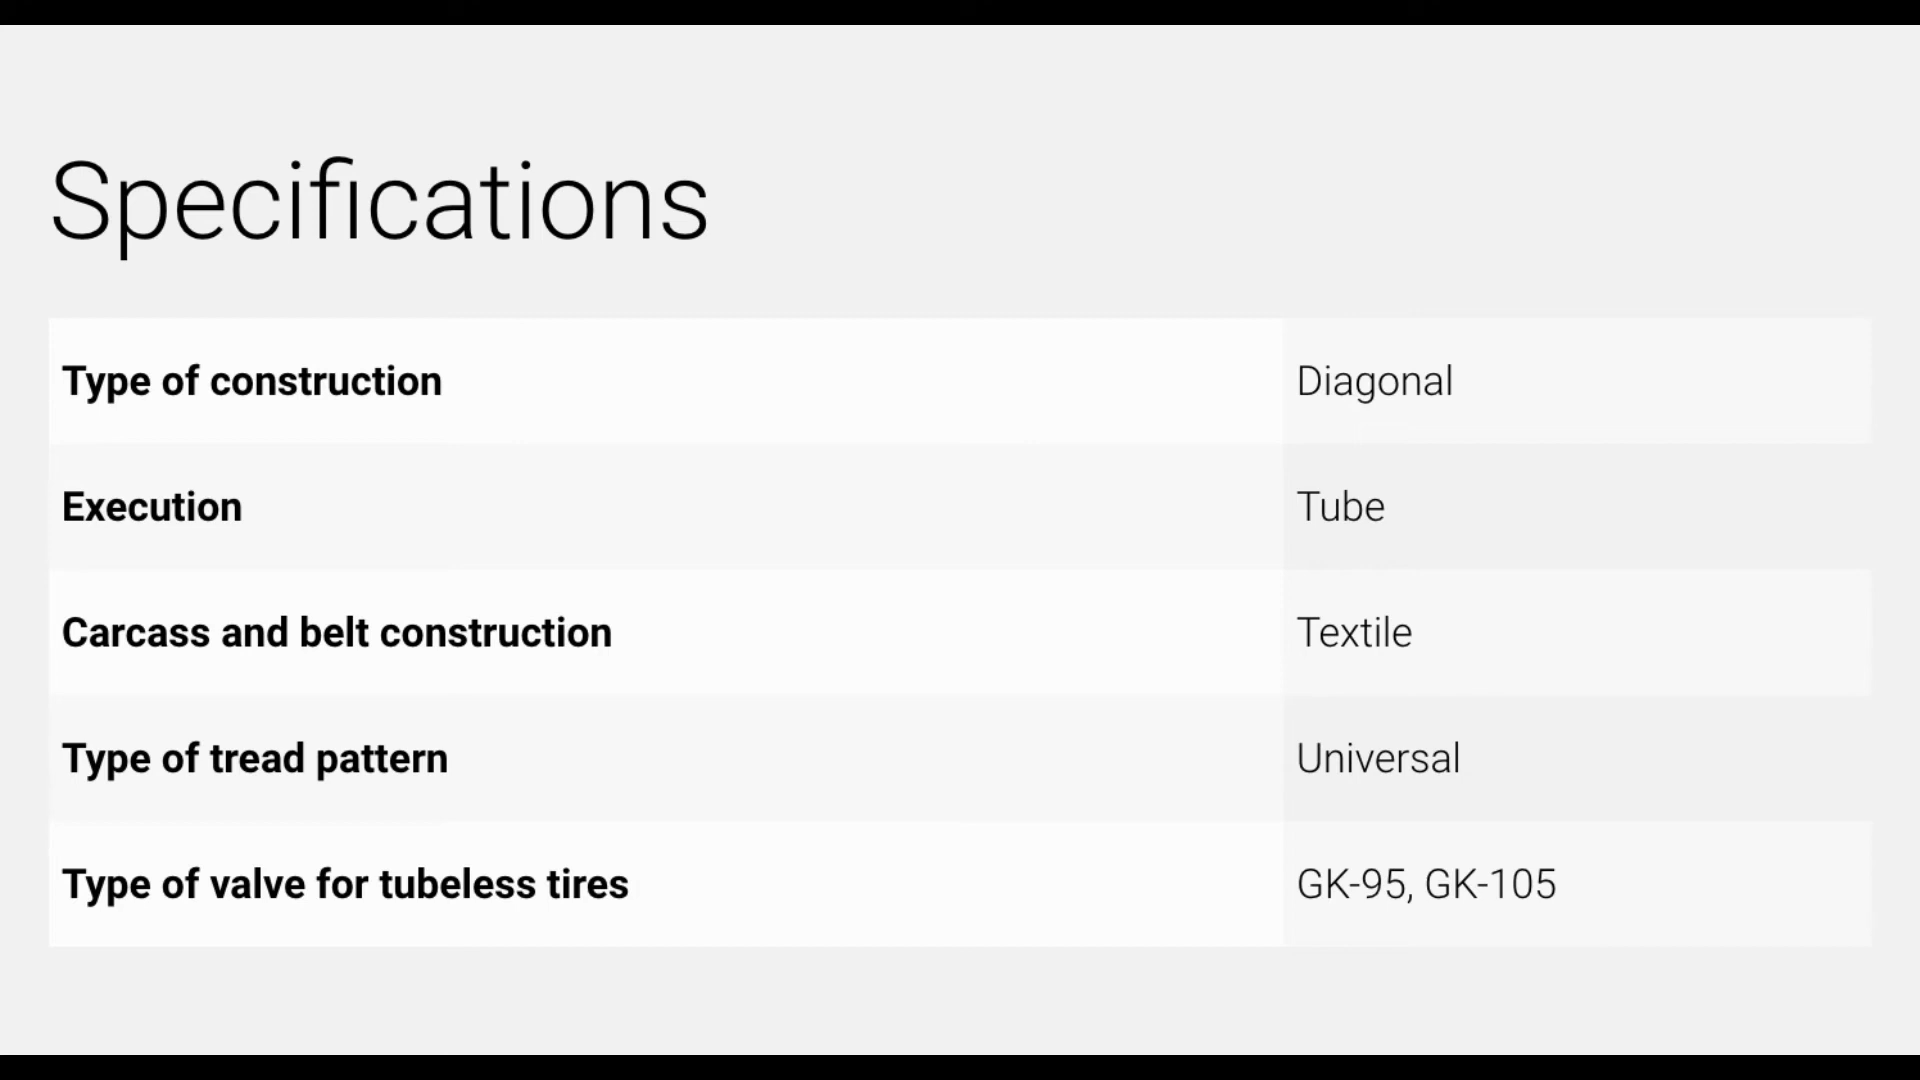 Specifications
Type of construction Diagonal
Execution Tube
Carcass and belt construction Textile
Type of tread pattern Universal
Type of valve for tubeless tires GK-95, GK-105